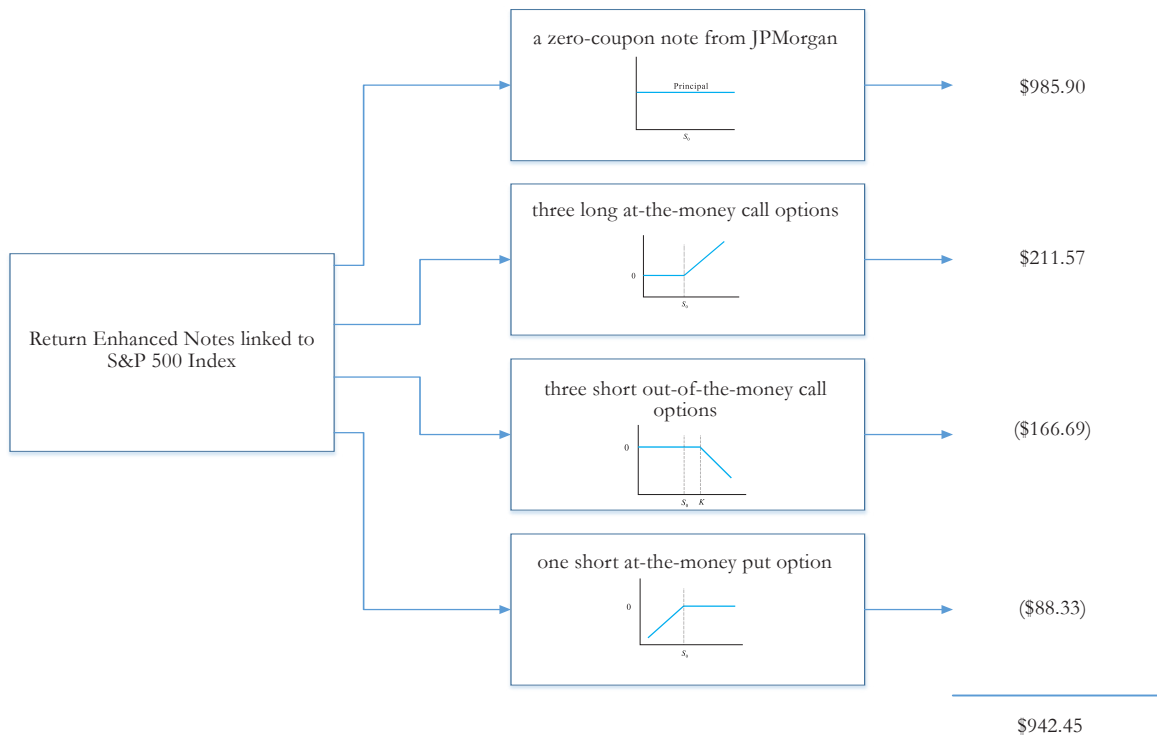 Return Enhanced Notes linked to
S&P 500 Index
a zero-coupon note from JPMorgan
Principal
S₀
$985.90
three long at-the-money call options
0
S₀
$211.57
three short out-of-the-money call
options
0
S₀ K
($166.69)
one short at-the-money put option
0
S₀
($88.33)
$942.45